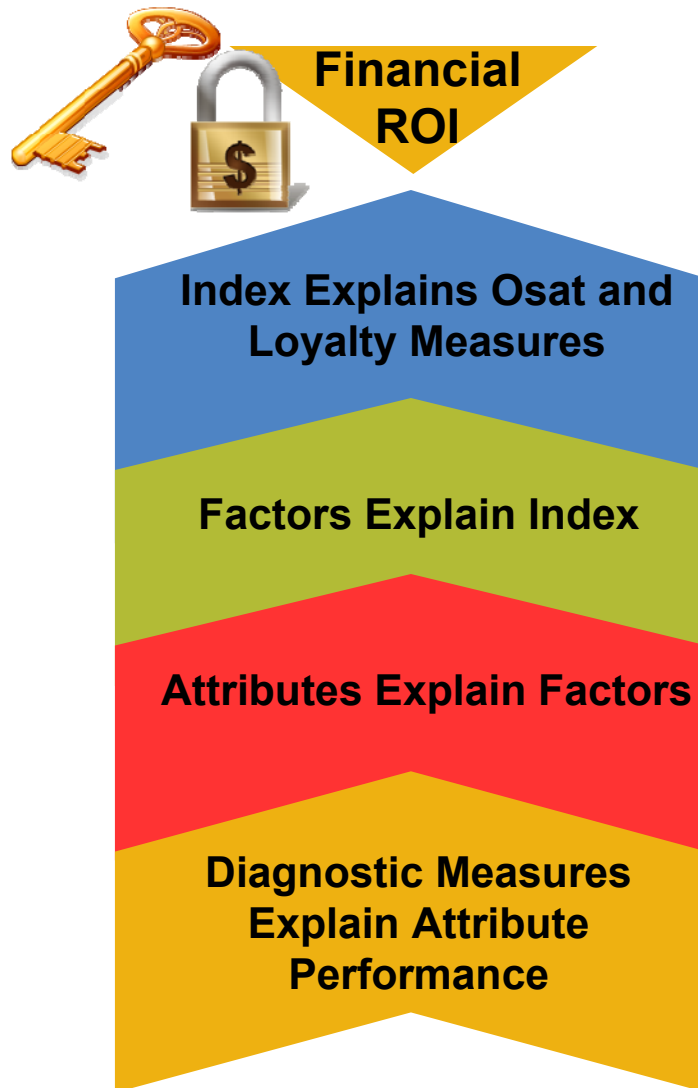 Financial
ROI
$
Index Explains Osat and
Loyalty Measures
Factors Explain Index
Attributes Explain Factors
Diagnostic Measures
Explain Attribute
Performance